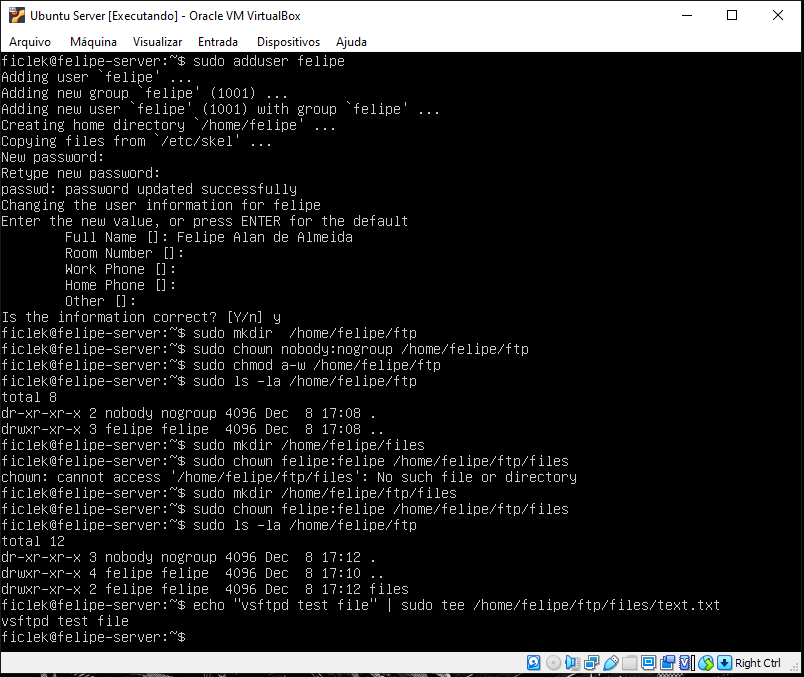 Ubuntu Server [Executando] - Oracle VM VirtualBox
Arquivo Máquina Visualizar Entrada Dispositivos Ajuda
ficlek@felipe-server:~$ sudo adduser felipe
Adding user `felipe' ...
Adding new group `felipe' (1001) ...
Adding new user `felipe' (1001) with group `felipe' ...
Creating home directory `/home/felipe' ...
Copying files from `/etc/skel' ...
New password:
Retype new password:
passwd: password updated successfully
Changing the user information for felipe
Enter the new value, or press ENTER for the default
Full Name []: Felipe Alan de Almeida
Room Number []:
Work Phone []:
Home Phone []:
Other []:
Is the information correct? [Y/n] y
ficlek@felipe-server:~$ sudo mkdir  /home/felipe/ftp
ficlek@felipe-server:~$ sudo chown nobody:nogroup /home/felipe/ftp
ficlek@felipe-server:~$ sudo chmod a-w /home/felipe/ftp
ficlek@felipe-server:~$ sudo ls -la /home/felipe/ftp
total 8
dr-xr-xr-x 2 nobody nogroup 4096 Dec  8 17:08 .
drwxr-xr-x 3 felipe felipe  4096 Dec  8 17:08 ..
ficlek@felipe-server:~$ sudo mkdir /home/felipe/files
ficlek@felipe-server:~$ sudo chown felipe:felipe /home/felipe/ftp/files
chown: cannot access '/home/felipe/ftp/files': No such file or directory
ficlek@felipe-server:~$ sudo mkdir /home/felipe/ftp/files
ficlek@felipe-server:~$ sudo chown felipe:felipe /home/felipe/ftp/files
ficlek@felipe-server:~$ sudo ls -la /home/felipe/ftp
total 12
dr-xr-xr-x 3 nobody nogroup 4096 Dec  8 17:12 .
drwxr-xr-x 4 felipe felipe  4096 Dec  8 17:10 ..
drwxr-xr-x 2 felipe felipe  4096 Dec  8 17:12 files
ficlek@felipe-server:~$ echo "vsftpd test file" | sudo tee /home/felipe/ftp/files/text.txt
vsftpd test file
ficlek@felipe-server:~$
Right Ctrl